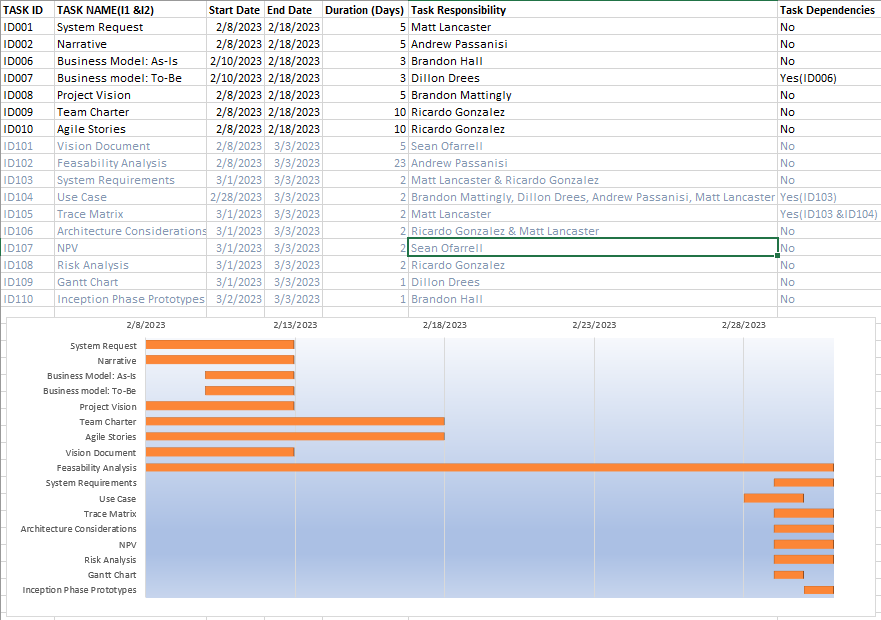 TASK ID TASK NAME(I1 &I2) Start Date End Date Duration (Days) Task Responsibility Task Dependencies
ID001 System Request 2/8/2023 2/18/2023 5 Matt Lancaster No
ID002 Narrative 2/8/2023 2/18/2023 5 Andrew Passanisi No
ID006 Business Model: As-Is 2/10/2023 2/18/2023 3 Brandon Hall No
ID007 Business model: To-Be 2/10/2023 2/18/2023 3 Dillon Drees Yes(ID006)
ID008 Project Vision 2/8/2023 2/18/2023 5 Brandon Mattingly No
ID009 Team Charter 2/8/2023 2/18/2023 10 Ricardo Gonzalez No
ID010 Agile Stories 2/8/2023 2/18/2023 10 Ricardo Gonzalez No
ID101 Vision Document 2/8/2023 3/3/2023 5 Sean Ofarrell No
ID102 Feasability Analysis 2/8/2023 3/3/2023 23 Andrew Passanisi No
ID103 System Requirements 3/1/2023 3/3/2023 2 Matt Lancaster & Ricardo Gonzalez No
ID104 Use Case 2/28/2023 3/3/2023 2 Brandon Mattingly, Dillon Drees, Andrew Passanisi, Matt Lancaster Yes(ID103)
ID105 Trace Matrix 3/1/2023 3/3/2023 2 Matt Lancaster Yes(ID103 &ID104)
ID106 Architecture Considerations 3/1/2023 3/3/2023 2 Ricardo Gonzalez & Matt Lancaster No
ID107 NPV 3/1/2023 3/3/2023 2 Sean Ofarrell No
ID108 Risk Analysis 3/1/2023 3/3/2023 2 Ricardo Gonzalez No
ID109 Gantt Chart 3/1/2023 3/3/2023 1 Dillon Drees No
ID110 Inception Phase Prototypes 3/2/2023 3/3/2023 1 Brandon Hall No
2/8/2023 2/13/2023 2/18/2023 2/23/2023 2/28/2023
System Request
Narrative
Business Model: As-Is
Business model: To-Be
Project Vision
Team Charter
Agile Stories
Vision Document
Feasability Analysis
System Requirements
Use Case
Trace Matrix
Architecture Considerations
NPV
Risk Analysis
Gantt Chart
Inception Phase Prototypes